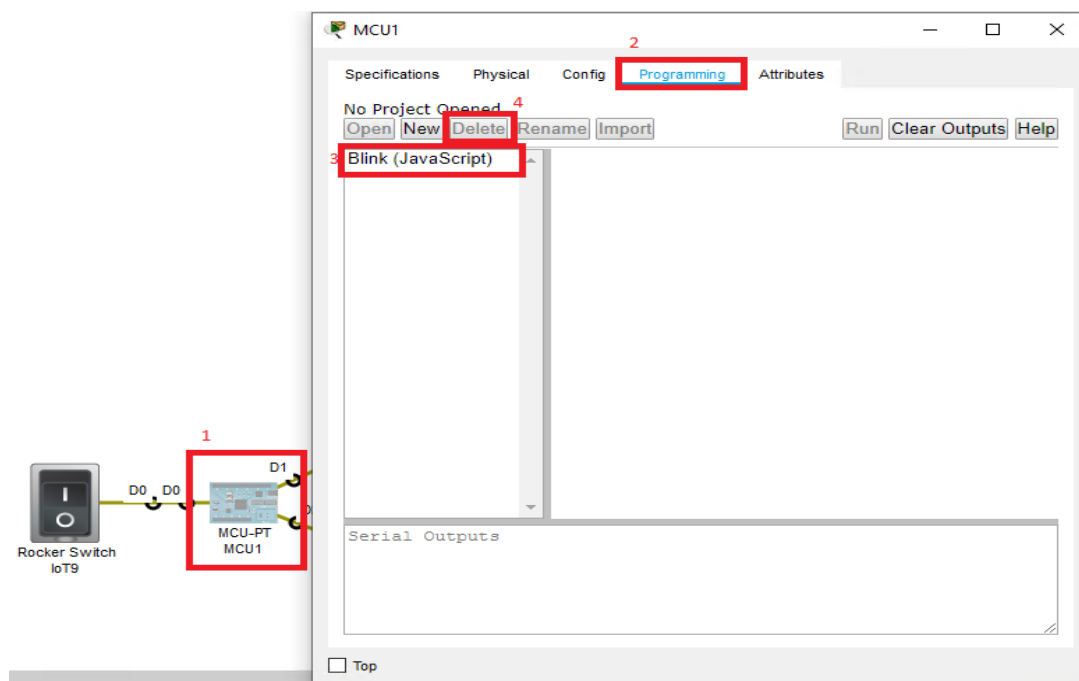 MCU1
2
Specifications Physical Config Programming Attributes
No Project Opened 4
Open New Delete Rename Import Run Clear Outputs Help
3 Blink (JavaScript)
1
D1
D0 D0
MCU-PT
MCU1
Rocker Switch
IoT9
Serial Outputs
Top